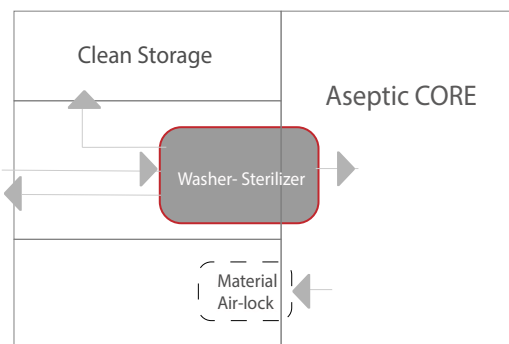 Clean Storage
Aseptic CORE
Washer- Sterilizer
Material
Air-lock